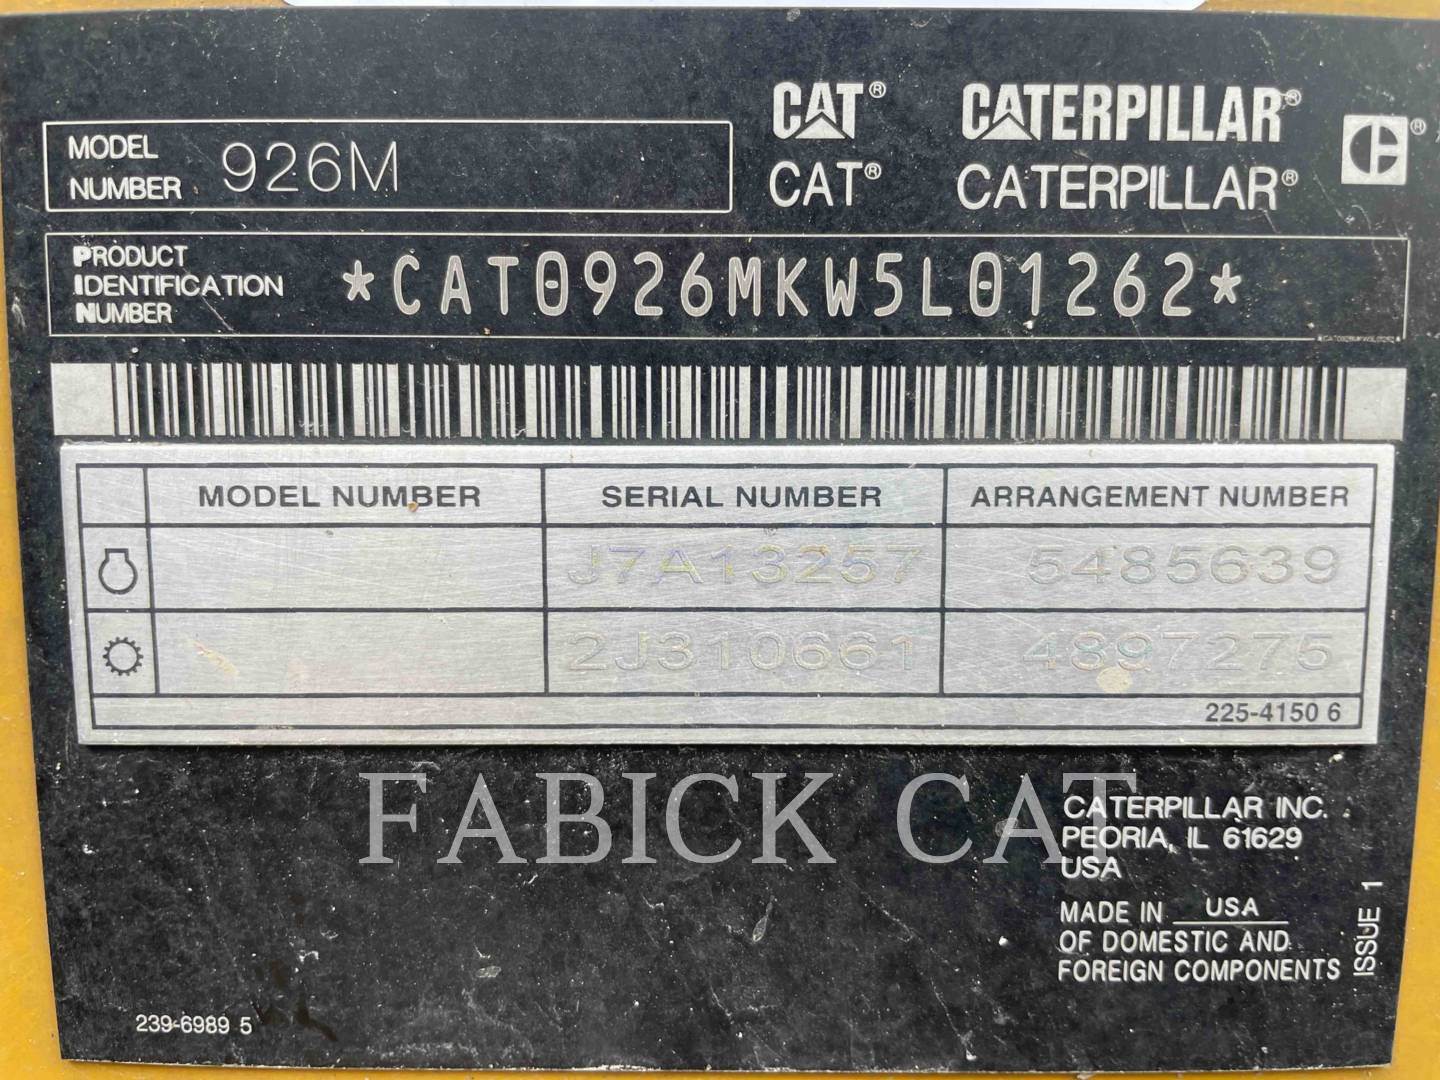 CAT® CATERPILLAR® ®
MODEL
NUMBER 926M
CAT® CATERPILLAR®
PRODUCT
IDENTIFICATION
NUMBER *CAT0926MKW5L01262*
*CAT0926MKW5L01262*
MODEL NUMBER SERIAL NUMBER ARRANGEMENT NUMBER
J7A13257 5485639
2J310661 4897275
225-4150 6
FABICK CAT
CATERPILLAR INC.
PEORIA, IL 61629
USA
MADE IN USA
OF DOMESTIC AND
FOREIGN COMPONENTS
ISSUE 1
239-6989 5